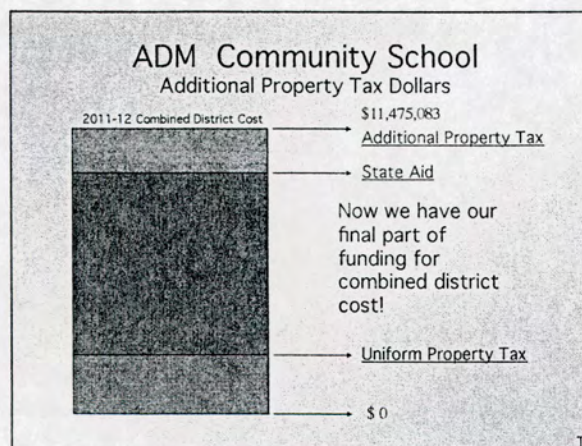 ADM Community School
Additional Property Tax Dollars
2011-12 Combined District Cost
$11,475,083
Additional Property Tax
State Aid
Now we have our
final part of
funding for
combined district
cost!
Uniform Property Tax
$ 0